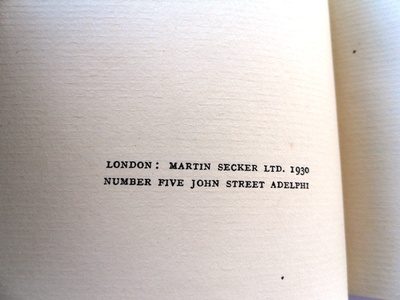 LONDON: MARTIN SECKER LTD. 1930
NUMBER FIVE JOHN STREET ADELPHI